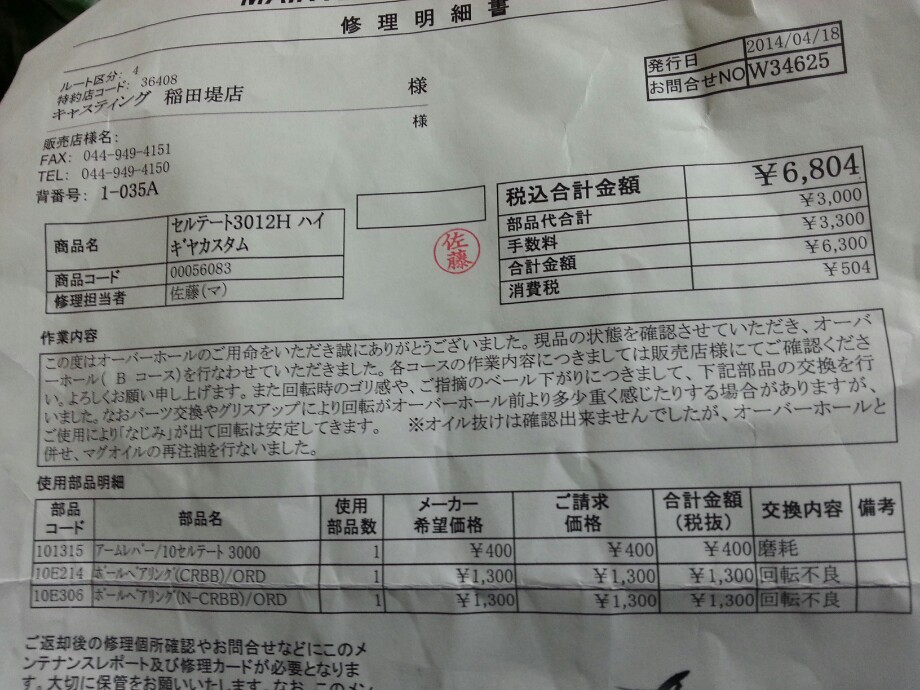 修理明細書
ルート区分: 4
特約店コード: 36408
キャスティング 稲田堤店 様
様
販売店様名:
FAX: 044-949-4151
TEL: 044-949-4150
背番号: 1-035A
発行日 2014/04/18
お問合せNO W34625
商品名 セルテート3012H ハイ
ギヤカスタム
商品コード 00056083
修理担当者 佐藤(マ)
佐藤
税込合計金額 ¥6,804
部品代合計 ¥3,000
手数料 ¥3,300
合計金額 ¥6,300
消費税 ¥504
作業内容
この度はオーバーホールのご用命をいただき誠にありがとうございました。現品の状態を確認させていただき、オーバ
ーホール( B コース)を行なわせていただきました。各コースの作業内容につきましては販売店様にてご確認くださ
い。よろしくお願い申し上げます。また回転時のゴリ感や、ご指摘のベール下がりにつきまして、下記部品の交換を行
いました。なおパーツ交換やグリスアップにより回転がオーバーホール前より多少重く感じたりする場合がありますが、
ご使用により「なじみ」が出て回転は安定してきます。 ※オイル抜けは確認出来ませんでしたが、オーバーホールと
併せ、マグオイルの再注油を行ないました。
使用部品明細
部品コード 部品名 使用部品数 メーカー希望価格 ご請求価格 合計金額(税抜) 交換内容 備考
101315 アームレバー/10セルテート 3000 1 ¥400 ¥400 ¥400 磨耗
10E214 ボールベアリング(CRBB)/ORD 1 ¥1,300 ¥1,300 ¥1,300 回転不良
10E306 ボールベアリング(N-CRBB)/ORD 1 ¥1,300 ¥1,300 ¥1,300 回転不良
ご返却後の修理個所確認やお問合せなどにこのメ
ンテナンスレポート及び修理カードが必要となりま
す。大切に保管をお願いいたします。なお、このメン